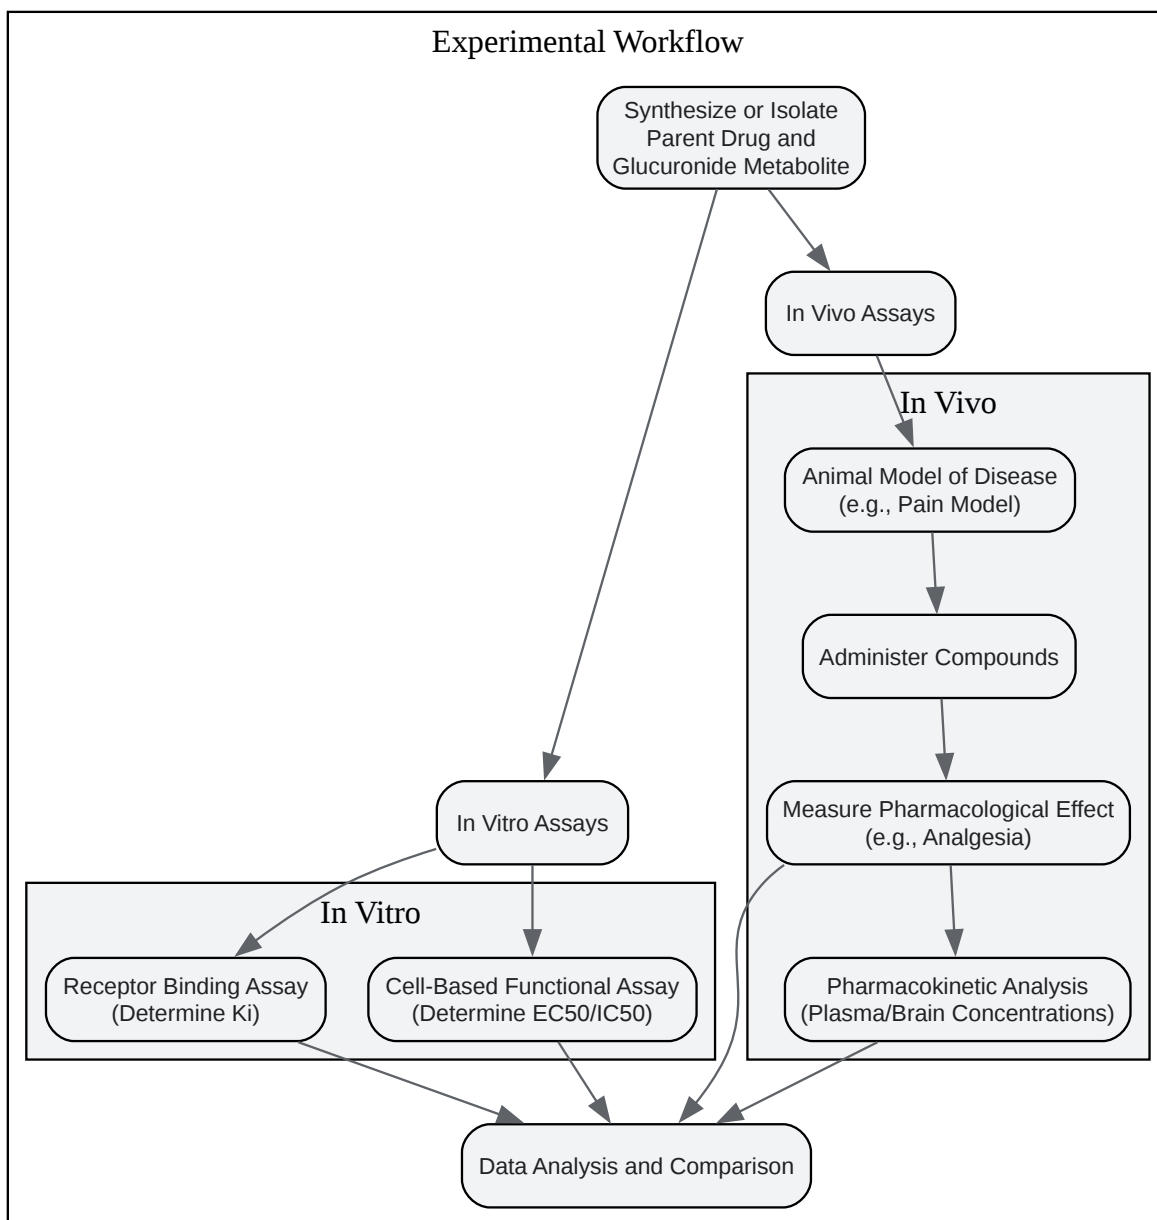 Experimental Workflow
Synthesize or Isolate
Parent Drug and
Glucuronide Metabolite
In Vivo Assays
In Vivo
Animal Model of Disease
(e.g., Pain Model)
Administer Compounds
Measure Pharmacological Effect
(e.g., Analgesia)
In Vitro Assays
In Vitro
Receptor Binding Assay
(Determine Ki)
Cell-Based Functional Assay
(Determine EC50/IC50)
Pharmacokinetic Analysis
(Plasma/Brain Concentrations)
Data Analysis and Comparison